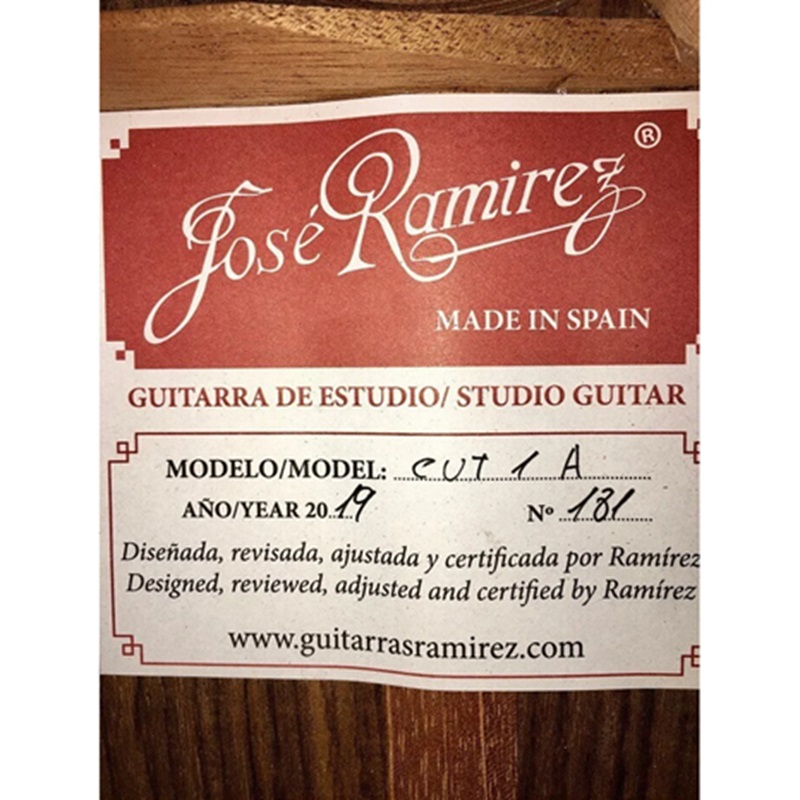 José Ramirez ®
MADE IN SPAIN
GUITARRA DE ESTUDIO/ STUDIO GUITAR
MODELO/MODEL: CUT 1 A
AÑO/YEAR 2019 Nº 131
Diseñada, revisada, ajustada y certificada por Ramírez
Designed, reviewed, adjusted and certified by Ramírez
www.guitarrasramirez.com